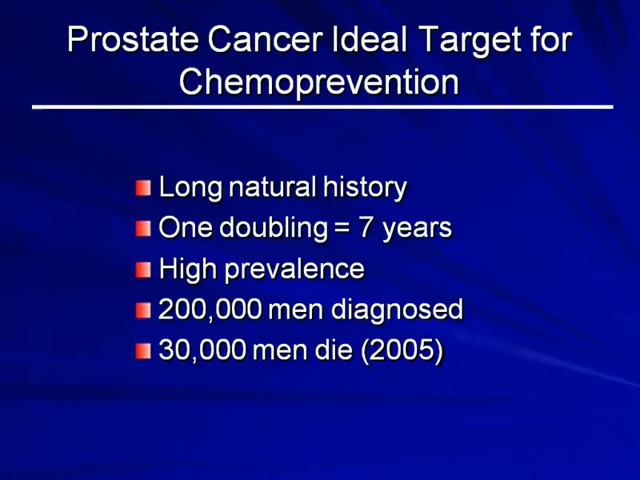 Prostate Cancer Ideal Target for
Chemoprevention
Long natural history
One doubling = 7 years
High prevalence
200,000 men diagnosed
30,000 men die (2005)